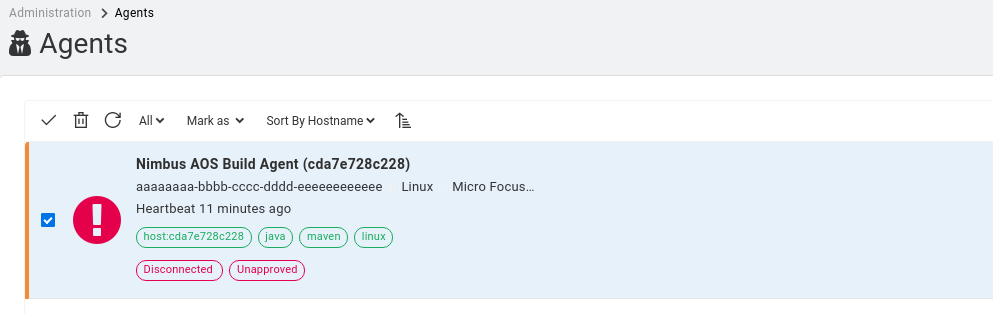 Administration > Agents
Agents
All Mark as Sort By Hostname
Nimbus AOS Build Agent (cda7e728c228)
aaaaaaaa-bbbb-cccc-dddd-eeeeeeeeeeee Linux Micro Focus…
Heartbeat 11 minutes ago
host:cda7e728c228 java maven linux
Disconnected Unapproved